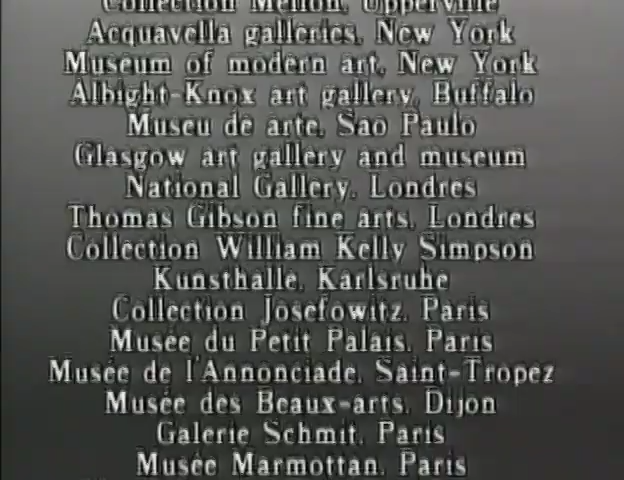 Collection Mellon, Upperville
Acquavella galleries, New York
Museum of modern art, New York
Albight-Knox art gallery, Buffalo
Museu de arte, Sao Paulo
Glasgow art gallery and museum
National Gallery, Londres
Thomas Gibson fine arts, Londres
Collection William Kelly Simpson
Kunsthalle, Karlsruhe
Collection Josefowitz, Paris
Musée du Petit Palais, Paris
Musée de l'Annonciade, Saint-Tropez
Musée des Beaux-arts, Dijon
Galerie Schmit, Paris
Musée Marmottan, Paris